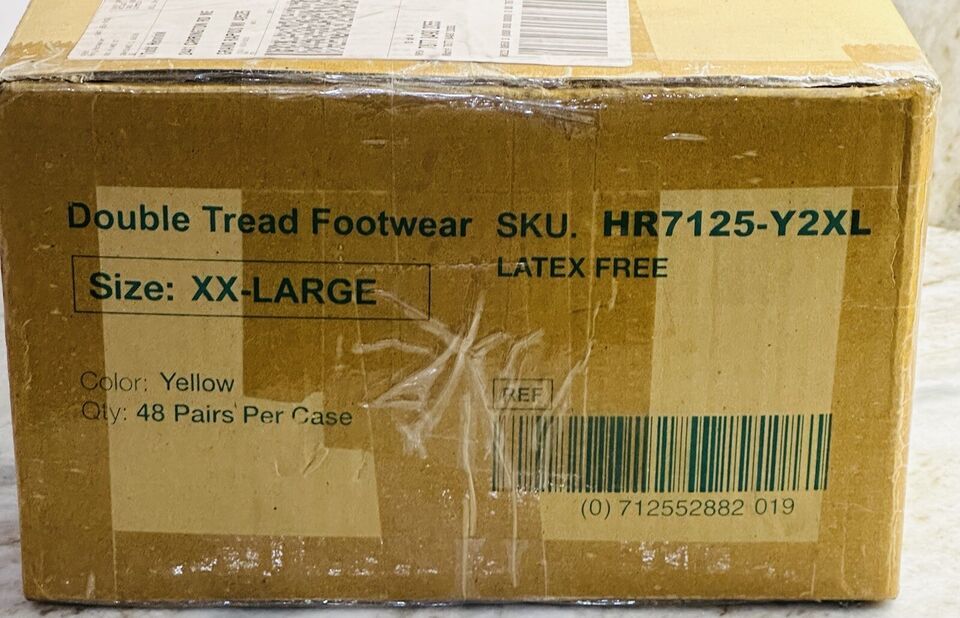 Double Tread Footwear
SKU. HR7125-Y2XL
LATEX FREE
Size: XX-LARGE
Color: Yellow
Qty: 48 Pairs Per Case
REF
(0) 712552882 019